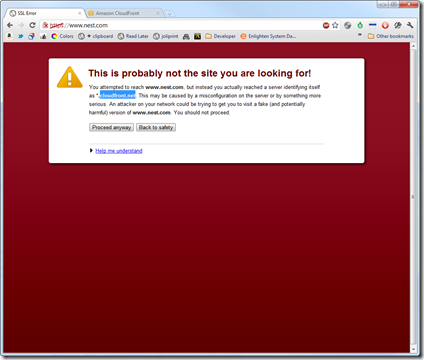 SSL Error
Amazon CloudFront
https://www.nest.com
Colors
+ clipboard
Read Later
joliprint
Developer
Enlighten System Da...
Other bookmarks
This is probably not the site you are looking for!
You attempted to reach www.nest.com, but instead you actually reached a server identifying itself
as *.cloudfront.net. This may be caused by a misconfiguration on the server or by something more
serious. An attacker on your network could be trying to get you to visit a fake (and potentially
harmful) version of www.nest.com. You should not proceed.
Proceed anyway
Back to safety
Help me understand